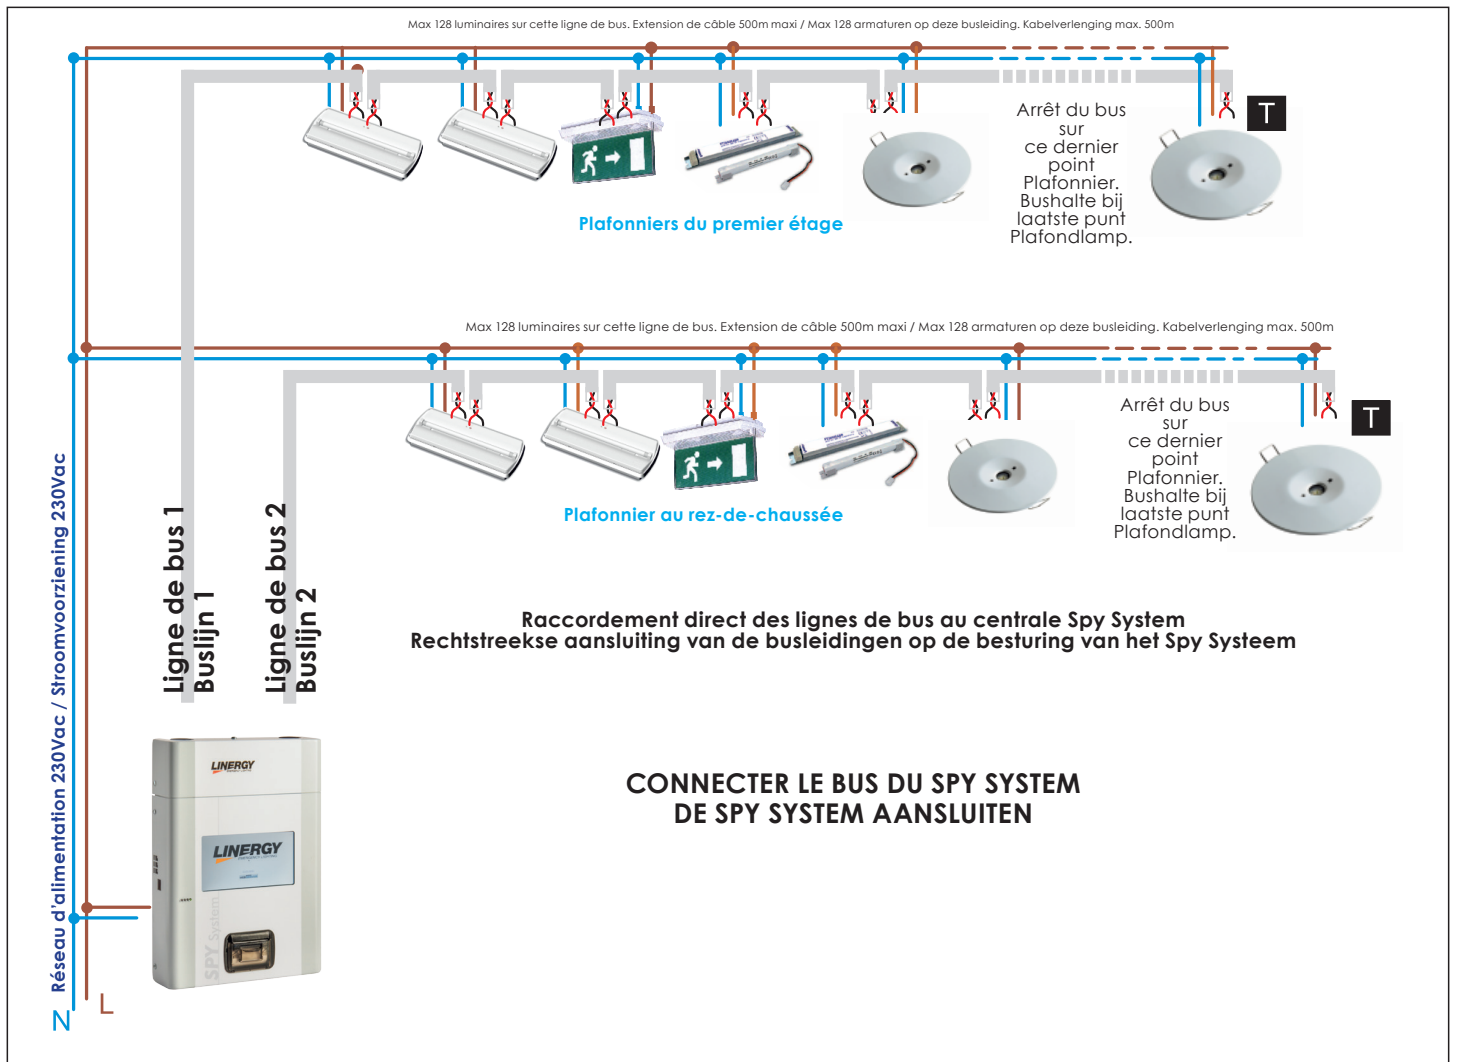 Max 128 luminaires sur cette ligne de bus. Extension de câble 500m maxi / Max 128 armaturen op deze busleiding. Kabelverlenging max. 500m
T
Arrêt du bus
sur
ce dernier
point
Plafonnier.
Bushalte bij
laatste punt
Plafondlamp.
Plafonniers du premier étage
Max 128 luminaires sur cette ligne de bus. Extension de câble 500m maxi / Max 128 armaturen op deze busleiding. Kabelverlenging max. 500m
T
Arrêt du bus
sur
ce dernier
point
Plafonnier.
Bushalte bij
laatste punt
Plafondlamp.
Plafonnier au rez-de-chaussée
Réseau d'alimentation 230Vac / Stroomvoorziening 230Vac
Ligne de bus 1
Buslijn 1
Ligne de bus 2
Buslijn 2
Raccordement direct des lignes de bus au centrale Spy System
Rechtstreekse aansluiting van de busleidingen op de besturing van het Spy Systeem
CONNECTER LE BUS DU SPY SYSTEM
DE SPY SYSTEM AANSLUITEN
LINERGY
LINERGY
SPY System
N
L